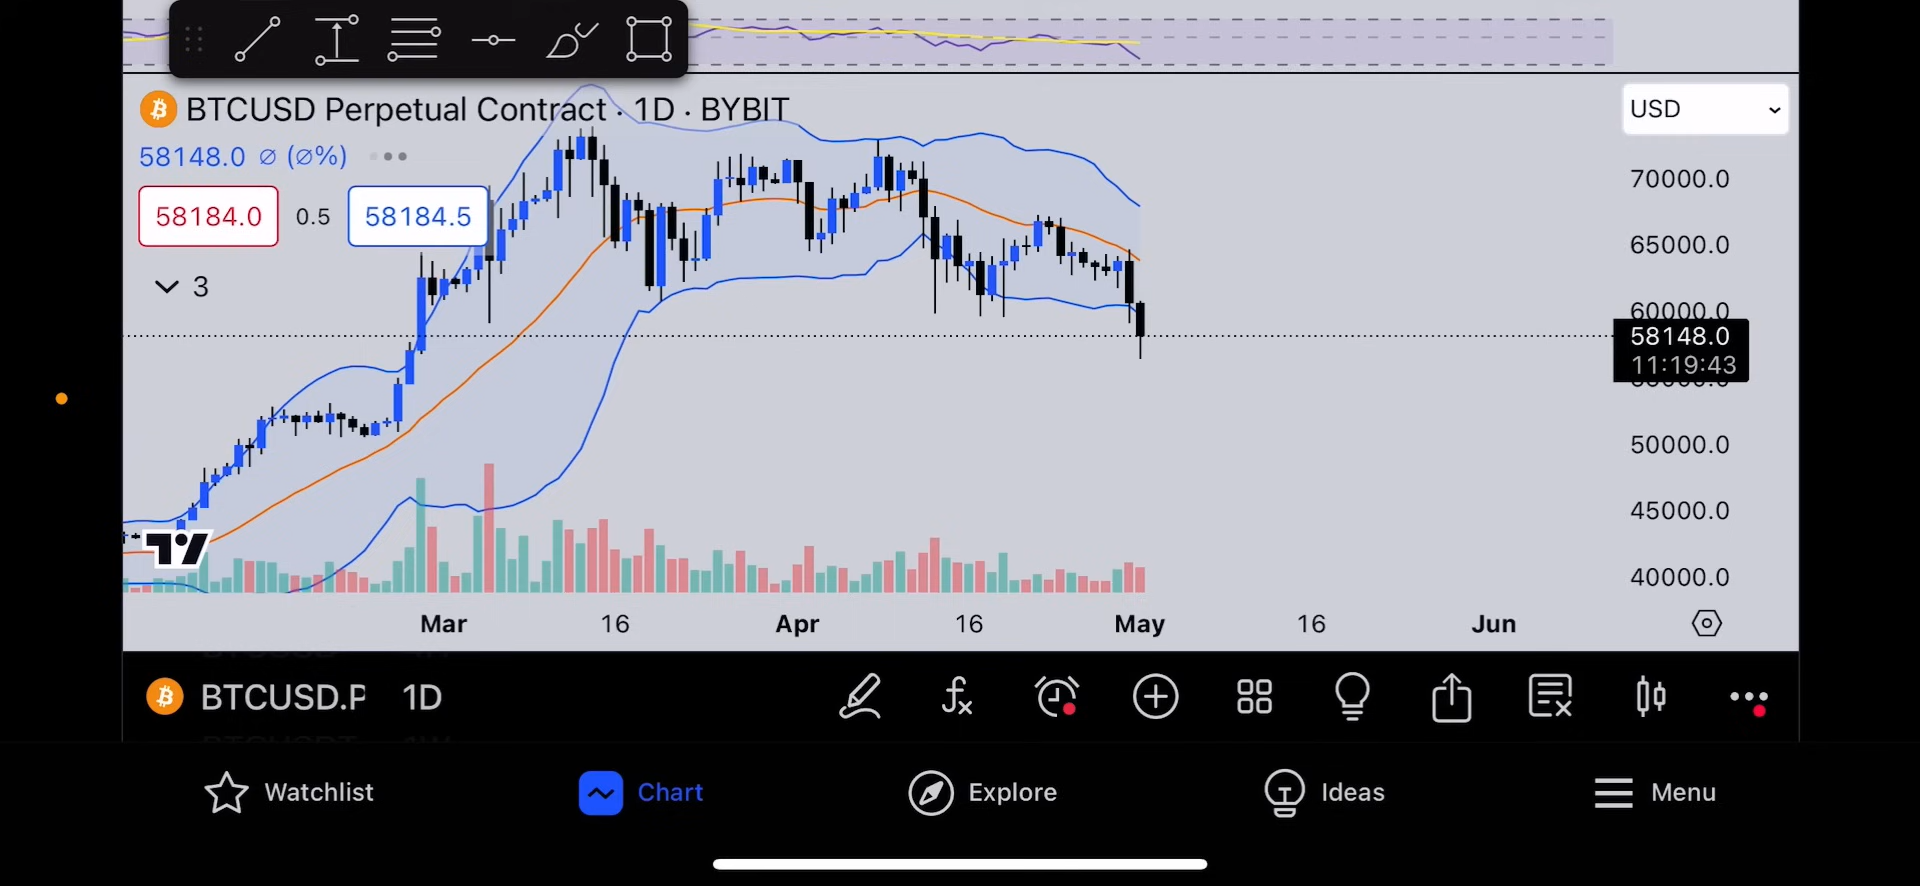 BTCUSD Perpetual Contract · 1D · BYBIT
USD
58148.0 ∅ (∅%)
58184.0 0.5 58184.5
3
70000.0
65000.0
60000.0
58148.0
11:19:43
50000.0
45000.0
40000.0
Mar 16 Apr 16 May 16 Jun
BTCUSD.P 1D
Watchlist Chart Explore Ideas Menu